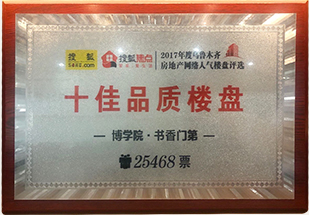 搜狐 搜狐焦点 2017年度乌鲁木齐
.com 房地产网络人气楼盘评选
十佳品质楼盘
博学院·书香门第
25468票